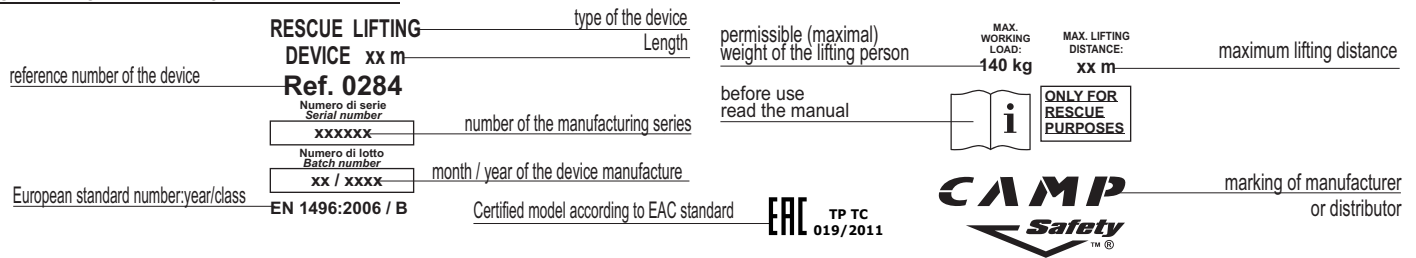 RESCUE LIFTING
DEVICE xx m
Ref. 0284
Numero di serie
Serial number
xxxxxx
Numero di lotto
Batch number
xx / xxxx
EN 1496:2006 / B
type of the device
Length
reference number of the device
number of the manufacturing series
month / year of the device manufacture
European standard number:year/class
Certified model according to EAC standard
EAC TP TC
019/2011
permissible (maximal)
weight of the lifting person
MAX.
WORKING
LOAD:
140 kg
MAX. LIFTING
DISTANCE:
xx m
maximum lifting distance
before use
read the manual
i
ONLY FOR
RESCUE
PURPOSES
CAMP
Safety
™ ®
marking of manufacturer
or distributor